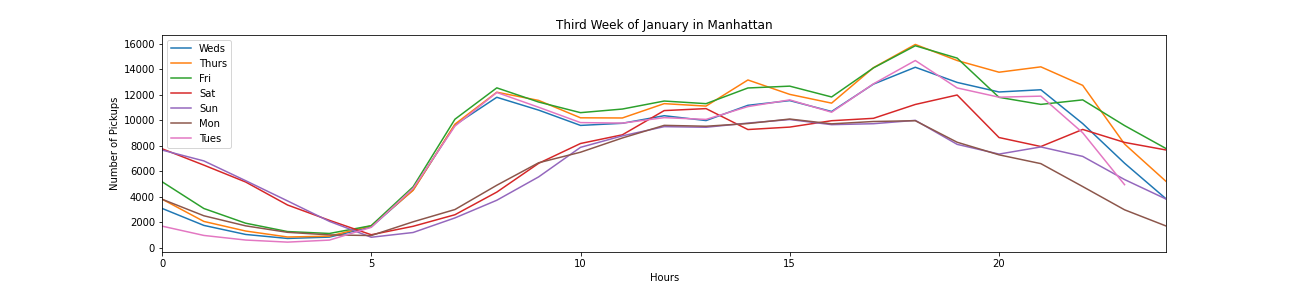 Third Week of January in Manhattan
Number of Pickups
16000
14000
12000
10000
8000
6000
4000
2000
0
Weds
Thurs
Fri
Sat
Sun
Mon
Tues
0 5 10 15 20
Hours